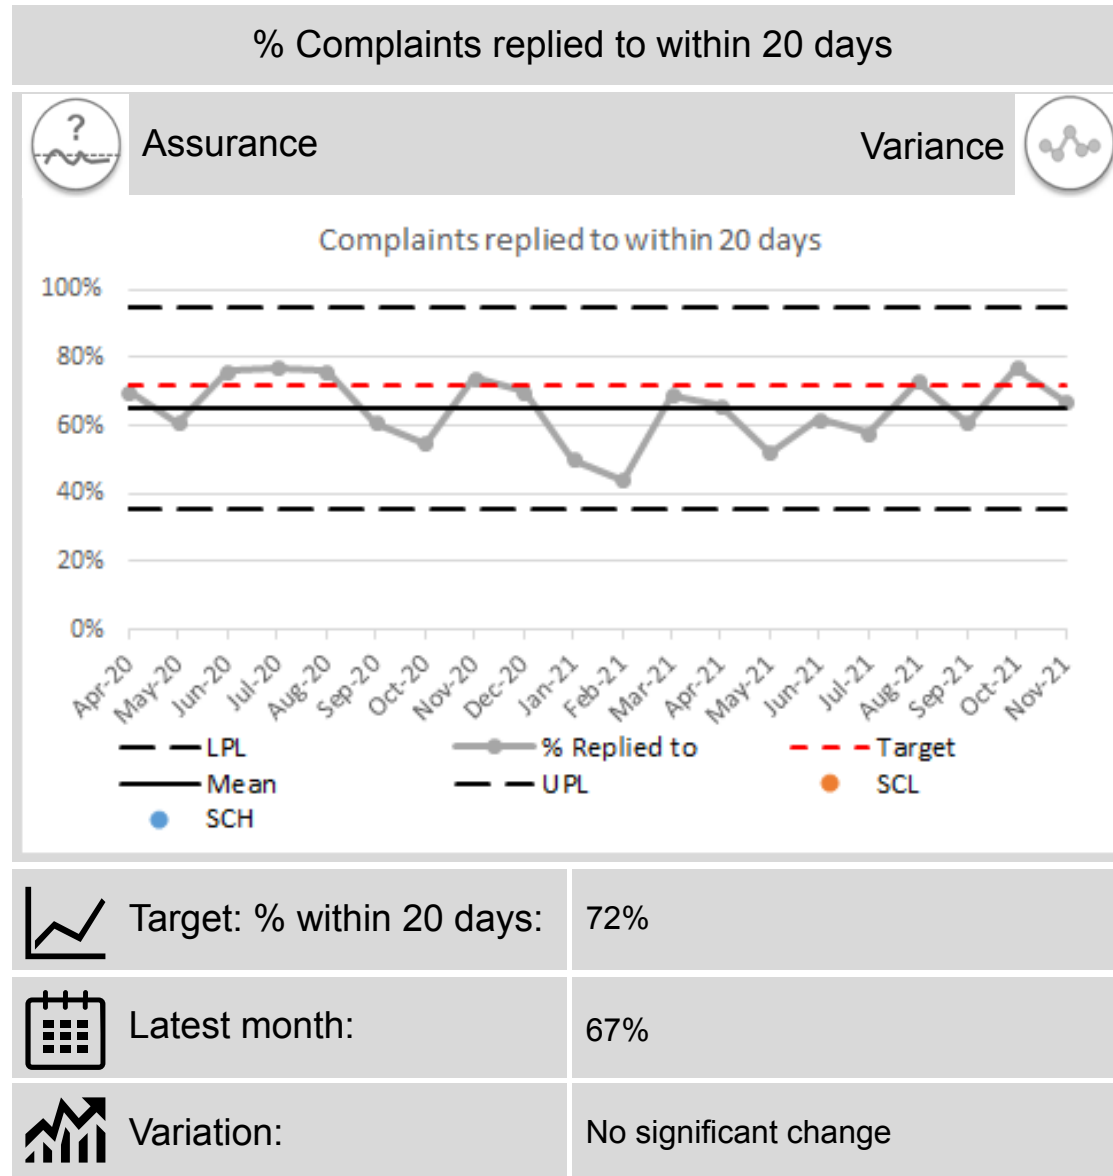 % Complaints replied to within 20 days
?
Assurance
Variance
Complaints replied to within 20 days
100%
80%
60%
40%
20%
0%
Apr-20
May-20
Jun-20
Jul-20
Aug-20
Sep-20
Oct-20
Nov-20
Dec-20
Jan-21
Feb-21
Mar-21
Apr-21
May-21
Jun-21
Jul-21
Aug-21
Sep-21
Oct-21
Nov-21
LPL % Replied to Target
Mean UPL SCL
SCH
Target: % within 20 days: 72%
Latest month: 67%
Variation: No significant change